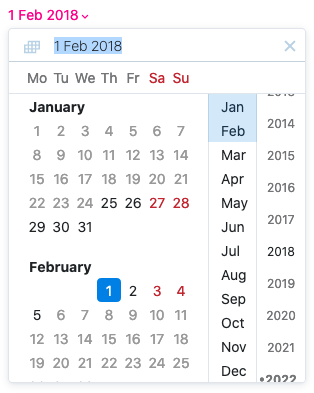 1 Feb 2018
1 Feb 2018
Mo Tu We Th Fr Sa Su
January
1 2 3 4 5 6 7
8 9 10 11 12 13 14
15 16 17 18 19 20 21
22 23 24 25 26 27 28
29 30 31
February
1 2 3 4
5 6 7 8 9 10 11
12 13 14 15 16 17 18
19 20 21 22 23 24 25
Jan
Feb
Mar
Apr
May
Jun
Jul
Aug
Sep
Oct
Nov
Dec
2013
2014
2015
2016
2017
2018
2019
2020
2021
•2022